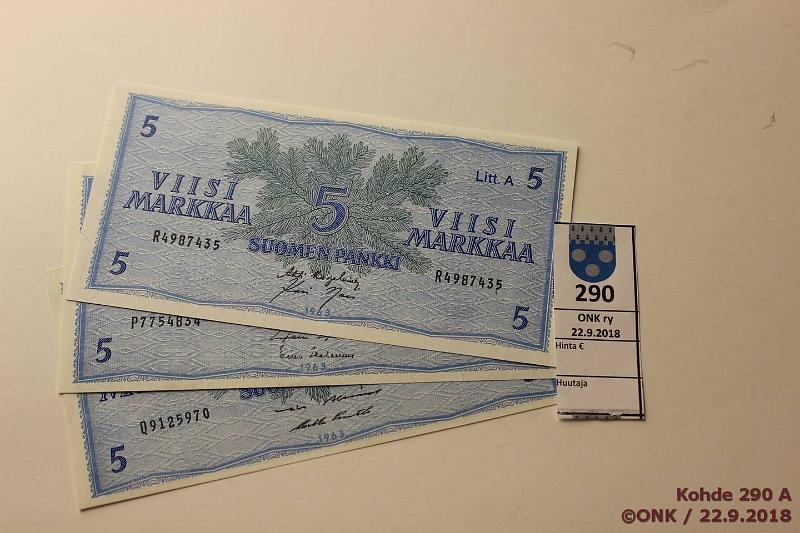 5
Litt. A 5
VIISI
MARKKAA
5
VIISI
MARKKAA
R4987435
SUOMEN PANKKI
R4987435
5
1963
5
P7754834
5
1963
Q9125970
5
1963
290
ONK ry
22.9.2018
Hinta €
Huutaja
Kohde 290 A
©ONK / 22.9.2018